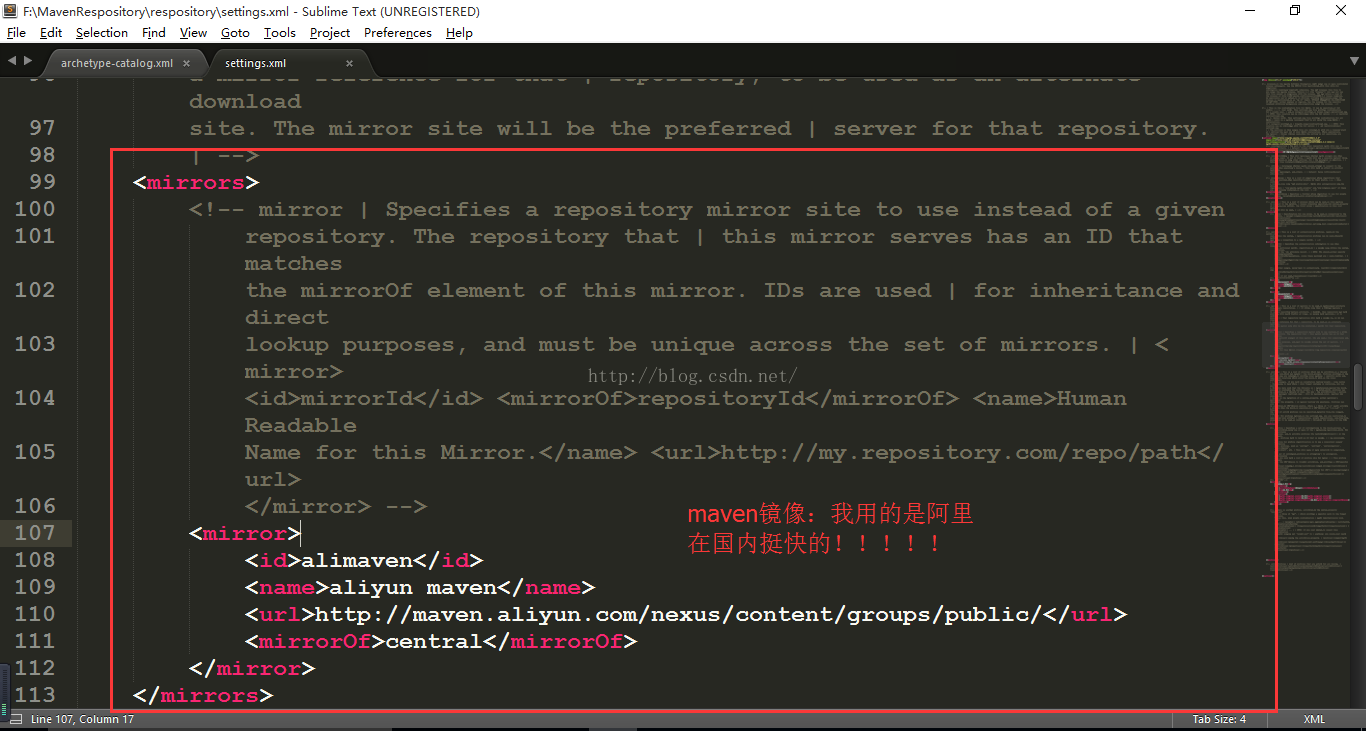 F:\MavenRespository\respository\settings.xml - Sublime Text (UNREGISTERED)
File Edit Selection Find View Goto Tools Project Preferences Help
archetype-catalog.xml × settings.xml ×
download
97 site. The mirror site will be the preferred | server for that repository.
98 | -->
99 <mirrors>
100 <!-- mirror | Specifies a repository mirror site to use instead of a given
101 repository. The repository that | this mirror serves has an ID that
matches
102 the mirrorOf element of this mirror. IDs are used | for inheritance and
direct
103 lookup purposes, and must be unique across the set of mirrors. | <
mirror>
http://blog.csdn.net/
104 <id>mirrorId</id> <mirrorOf>repositoryId</mirrorOf> <name>Human
Readable
105 Name for this Mirror.</name> <url>http://my.repository.com/repo/path</
url>
106 </mirror> -->
maven镜像：我用的是阿里
在国内挺快的！！！！！
107 <mirror>
108 <id>alimaven</id>
109 <name>aliyun maven</name>
110 <url>http://maven.aliyun.com/nexus/content/groups/public/</url>
111 <mirrorOf>central</mirrorOf>
112 </mirror>
113 </mirrors>
Line 107, Column 17 Tab Size: 4 XML